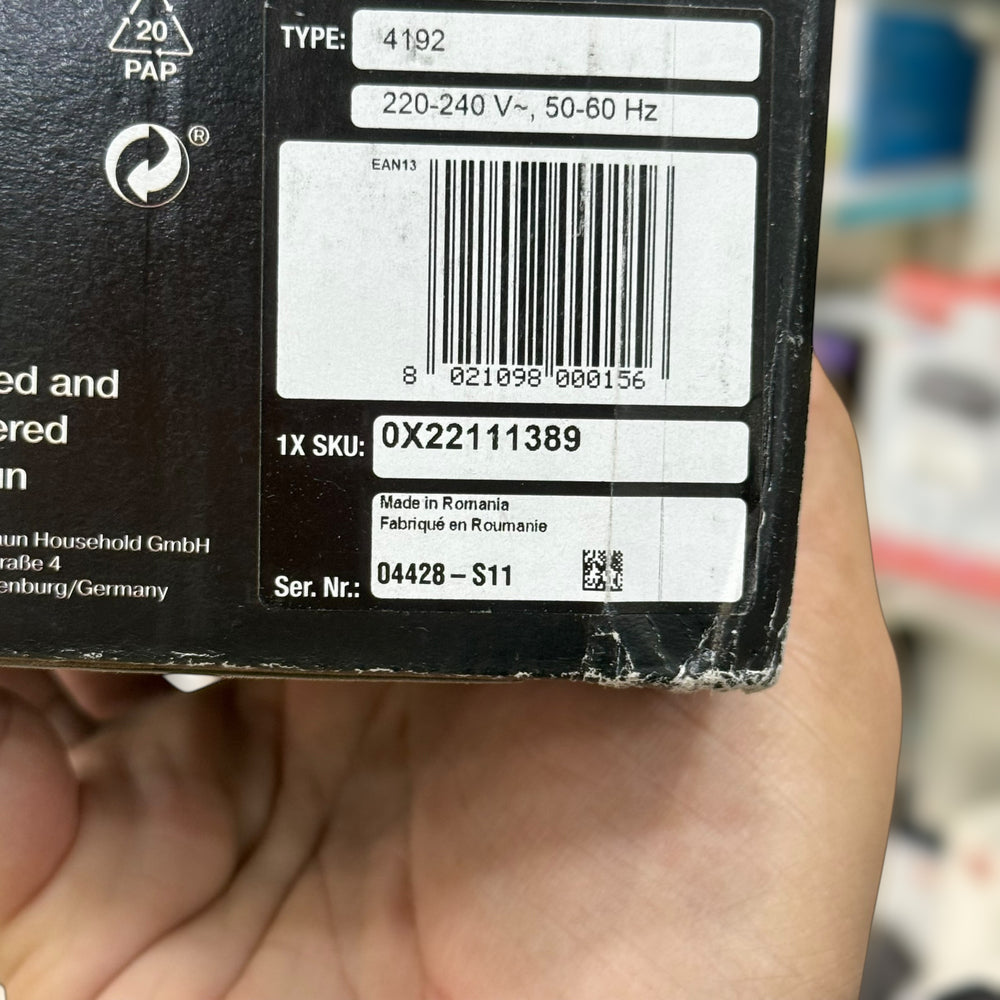 20
PAP
®
ed and
ered
un
aun Household GmbH
raße 4
enburg/Germany
TYPE: 4192
220-240 V~, 50-60 Hz
EAN13
8 021098 000156
1X SKU: 0X22111389
Made in Romania
Fabriqué en Roumanie
Ser. Nr.: 04428 – S11